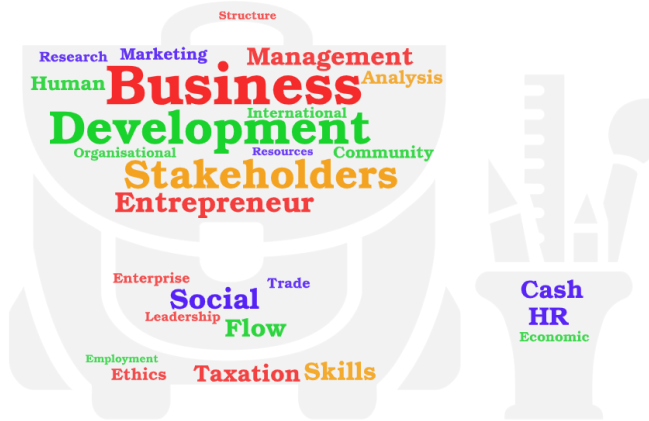 Structure
Research Marketing Management
Human Business Analysis
Development International
Organisational Resources Community
Stakeholders
Entrepreneur
Enterprise Trade
Social
Leadership Flow
Employment
Ethics Taxation Skills
Cash
HR
Economic